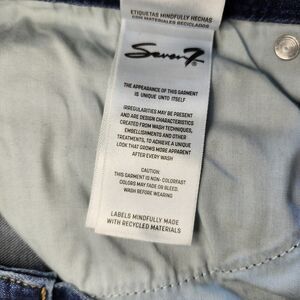 ETIQUETAS MINDFULLY HECHAS
CON MATERIALES RECICLADOS
Seven7
THE APPEARANCE OF THIS GARMENT
IS UNIQUE UNTO ITSELF
IRREGULARITIES MAY BE PRESENT
AND ARE DESIGN CHARACTERISTICS
CREATED FROM WASH TECHNIQUES,
EMBELLISHMENTS AND OTHER
TREATMENTS, TO ACHIEVE A UNIQUE
LOOK THAT GROWS MORE APPARENT
AFTER EVERY WASH
CAUTION:
THIS GARMENT IS NON- COLORFAST
COLORS MAY FADE OR BLEED.
WASH BEFORE WEARING.
LABELS MINDFULLY MADE
WITH RECYCLED MATERIALS